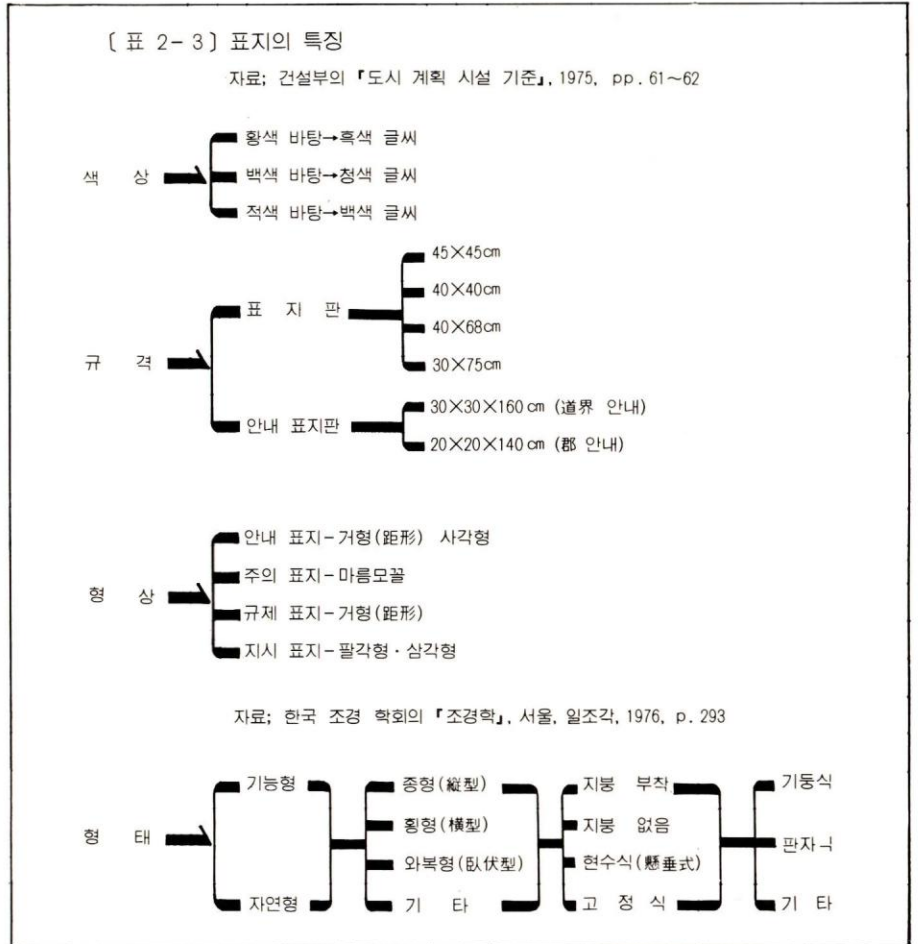 〔표 2-3〕 표지의 특징
자료; 건설부의 『도시 계획 시설 기준』, 1975, pp.61~62
색 상
황색 바탕→흑색 글씨
백색 바탕→청색 글씨
적색 바탕→백색 글씨
규 격
표 지 판
45×45㎝
40×40㎝
40×68㎝
30×75㎝
안내 표지판
30×30×160㎝ (道界 안내)
20×20×140㎝ (郡 안내)
형 상
안내 표지-거형(距形) 사각형
주의 표지-마름모꼴
규제 표지-거형(距形)
지시 표지-팔각형·삼각형
자료; 한국 조경 학회의 『조경학』, 서울, 일조각, 1976, p.293
형 태
기능형
자연형
종형(縱型)
횡형(橫型)
와복형(臥伏型)
기 타
지붕 부착
지붕 없음
현수식(懸垂式)
고 정 식
기둥식
기 타